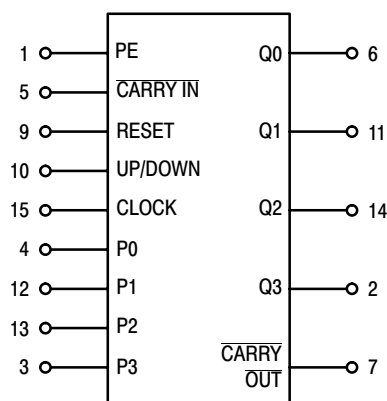 1 PE Q0 6
5 CARRY IN
9 RESET Q1 11
10 UP/DOWN
15 CLOCK Q2 14
4 P0
12 P1 Q3 2
13 P2
3 P3 CARRY OUT 7